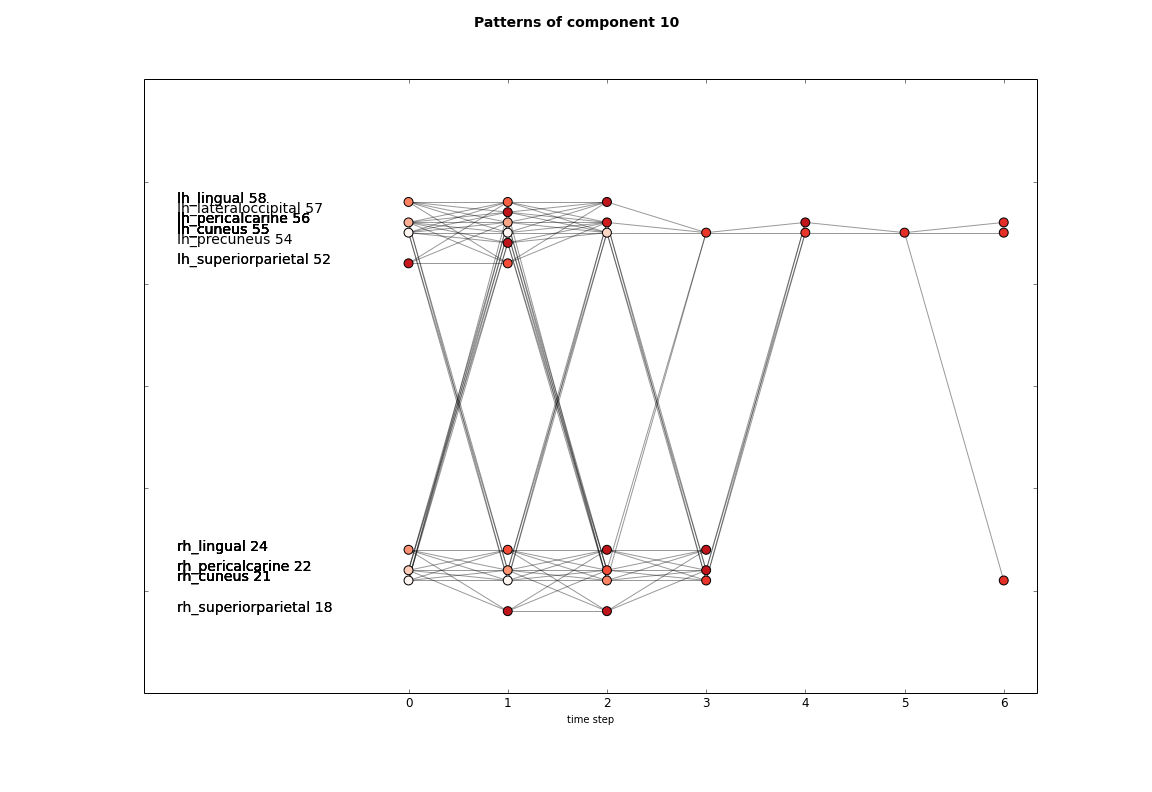 Patterns of component 10
lh_lingual 58
lh_lateraloccipital 57
lh_pericalcarine 56
lh_cuneus 55
lh_precuneus 54
lh_superiorparietal 52
rh_lingual 24
rh_pericalcarine 22
rh_cuneus 21
rh_superiorparietal 18
0 1 2 3 4 5 6
time step